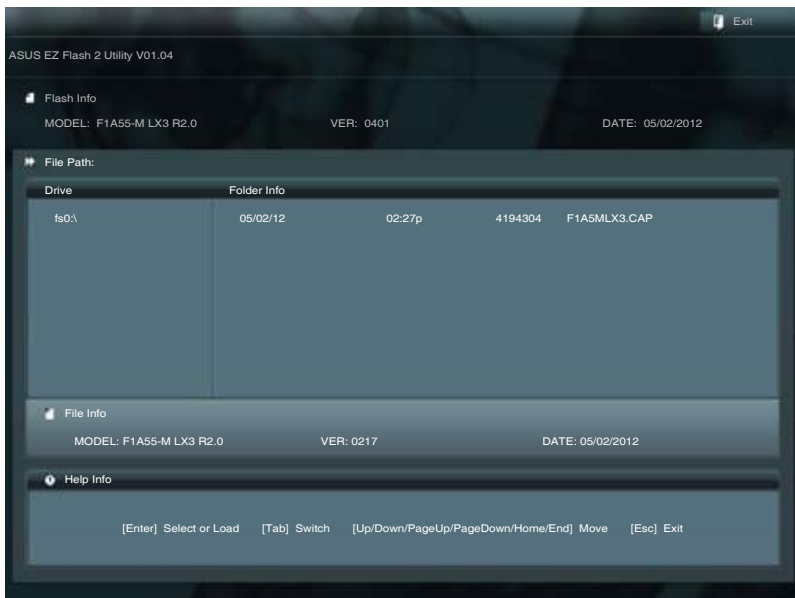 Exit
ASUS EZ Flash 2 Utility V01.04
Flash Info
MODEL: F1A55-M LX3 R2.0 VER: 0401 DATE: 05/02/2012
File Path:
Drive Folder Info
fs0:\ 05/02/12 02:27p 4194304 F1A5MLX3.CAP
File Info
MODEL: F1A55-M LX3 R2.0 VER: 0217 DATE: 05/02/2012
Help Info
[Enter] Select or Load [Tab] Switch [Up/Down/PageUp/PageDown/Home/End] Move [Esc] Exit